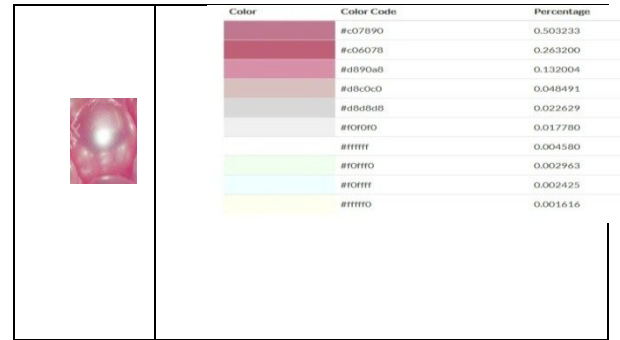 Color Color Code Percentage
#c07890 0.503233
#c06078 0.263200
#d890a8 0.132004
#d8c0c0 0.048491
#d8d8d8 0.022629
#f0f0f0 0.017780
#ffffff 0.004580
#f0fff0 0.002963
#f0ffff 0.002425
#fffff0 0.001616